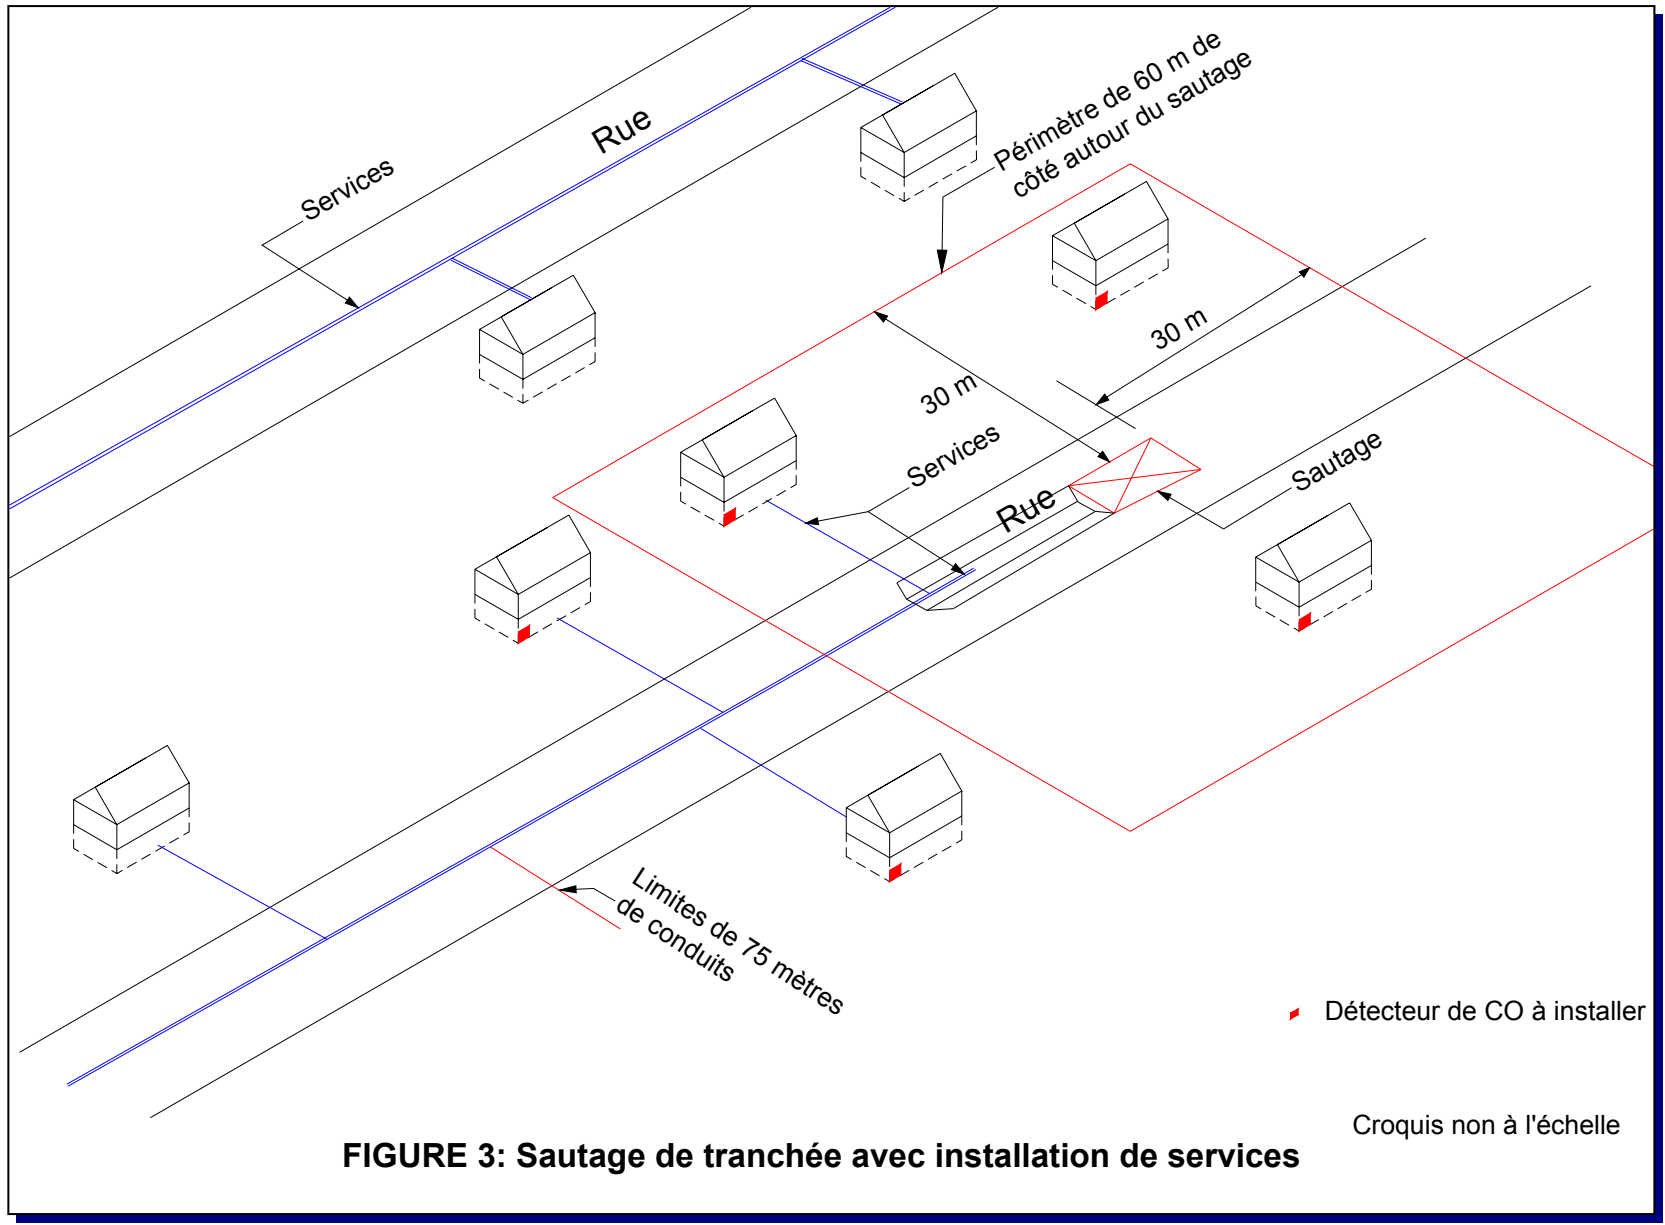 Rue
Services
Périmètre de 60 m de
côté autour du sautage
30 m
30 m
Services
Rue
Sautage
Limites de 75 mètres
de conduits
Détecteur de CO à installer
Croquis non à l'échelle
FIGURE 3: Sautage de tranchée avec installation de services